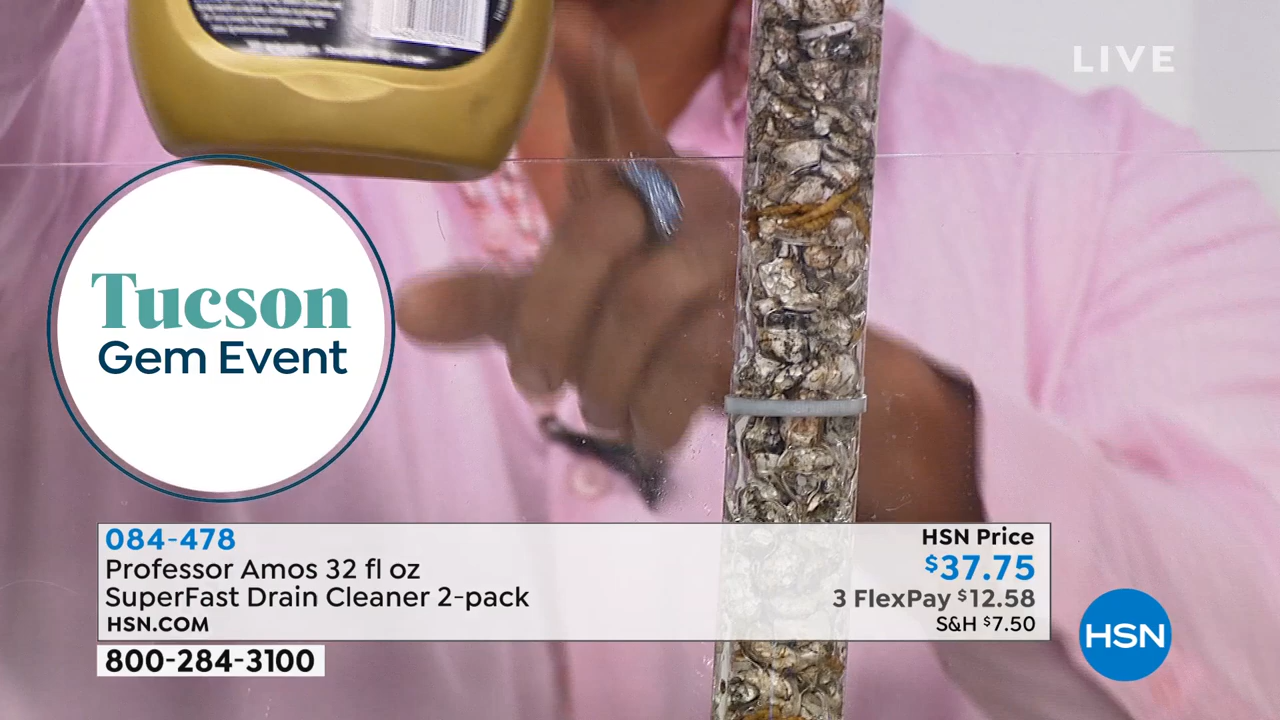 LIVE
Tucson
Gem Event
084-478
Professor Amos 32 fl oz
SuperFast Drain Cleaner 2-pack
HSN.COM
800-284-3100
HSN Price
$37.75
3 FlexPay $12.58
S&H $7.50
HSN